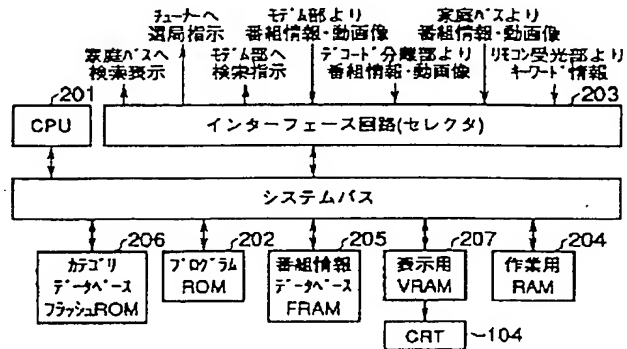 チューナーへ
選局指示
モデム部より
番組情報・動画像
家庭バスより
番組情報・動画像
家庭バスへ
検索表示
モデム部へ
検索指示
デコード分離部より
番組情報・動画像
リモコン受光部より
キーワード情報
201
CPU
203
インターフェース回路(セレクタ)
システムバス
206
カテゴリ
データベース
フラッシュROM
202
プログラム
ROM
205
番組情報
データベース
FRAM
207
表示用
VRAM
204
作業用
RAM
CRT
104